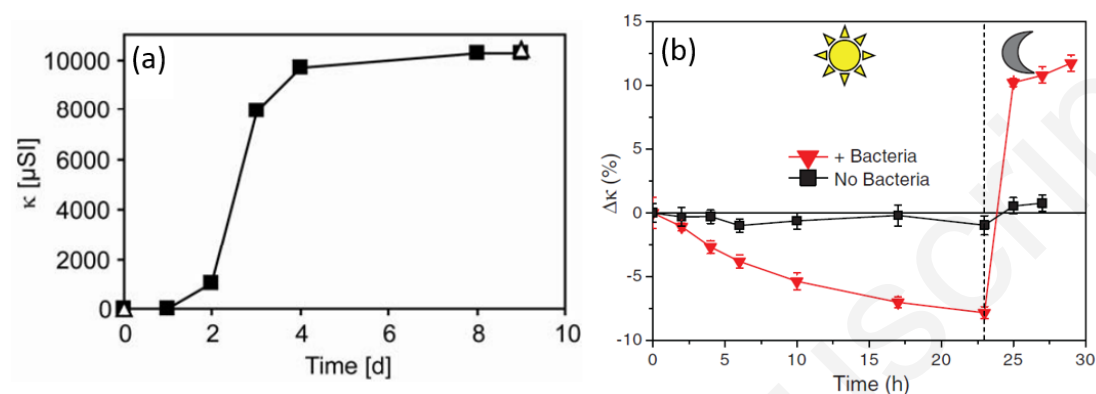 (a)
κ [µSI]
10000
8000
6000
4000
2000
0
0 2 4 6 8 10
Time [d]
(b)
Δκ (%)
15
10
5
0
-5
-10
+ Bacteria
No Bacteria
0 5 10 15 20 25 30
Time (h)